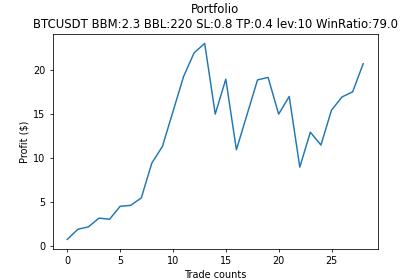 Portfolio
BTCUSDT BBM:2.3 BBL:220 SL:0.8 TP:0.4 lev:10 WinRatio:79.0
Profit ($)
20
15
10
5
0
0 5 10 15 20 25
Trade counts